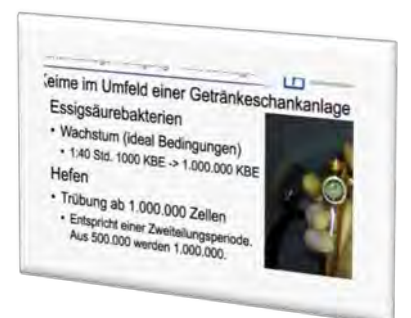 Keime im Umfeld einer Getränkeschankanlage
Essigsäurebakterien
• Wachstum (ideal Bedingungen)
• 1:40 Std. 1000 KBE -> 1.000.000 KBE
Hefen
• Trübung ab 1.000.000 Zellen
• Entspricht einer Zweiteilungsperiode.
Aus 500.000 werden 1.000.000.